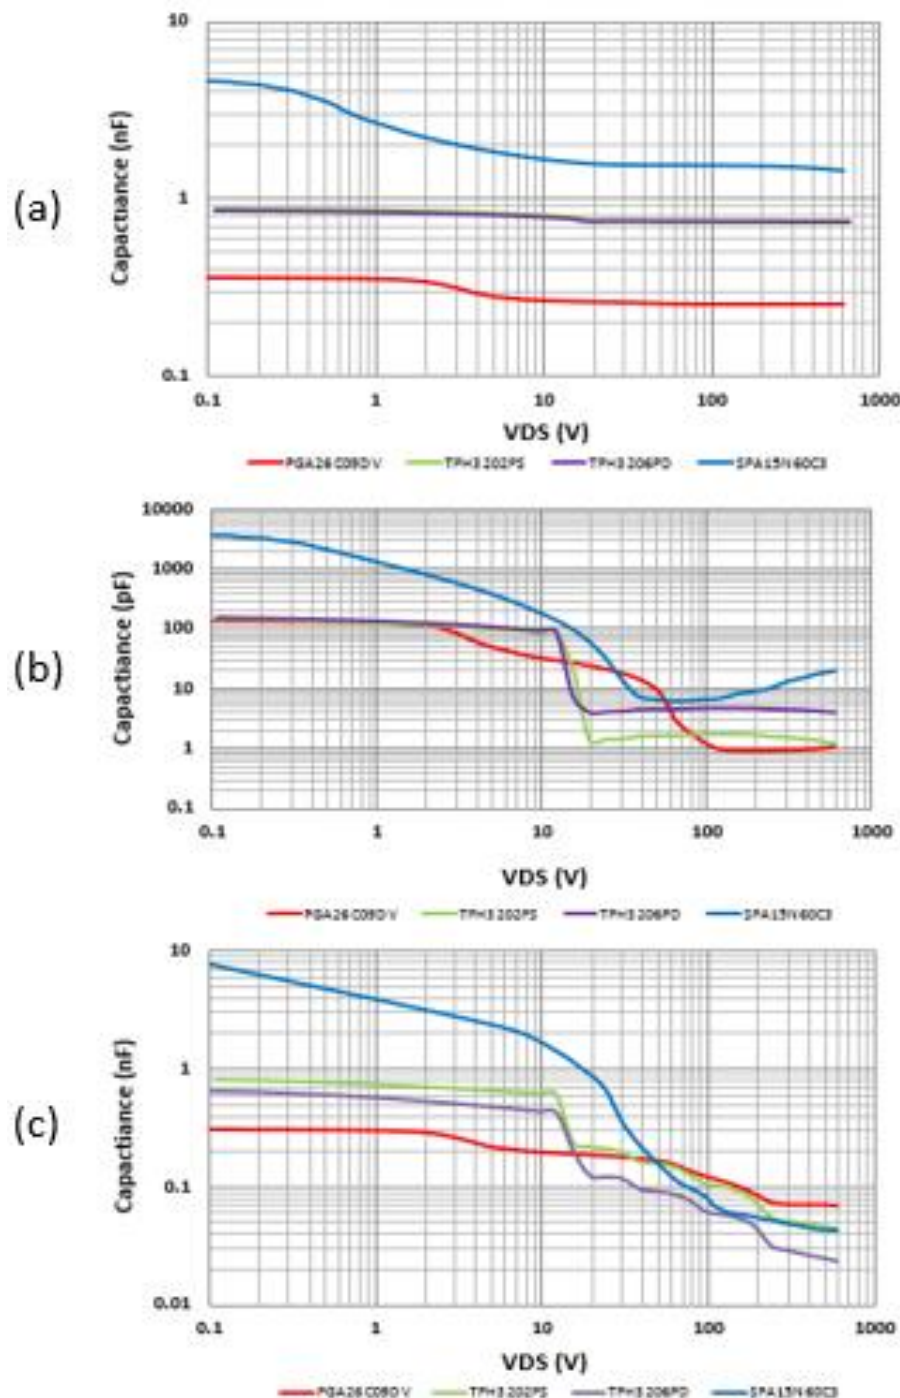 (a)
Capactiance (nF)
10
1
0.1
0.1 1 10 100 1000
VDS (V)
PGA26C09DV TPH3202PS TPH3206PD SPA15N60C3
(b)
Capactiance (pF)
10000
1000
100
10
1
0.1
0.1 1 10 100 1000
VDS (V)
PGA26C09DV TPH3202PS TPH3206PD SPA15N60C3
(c)
Capactiance (nF)
10
1
0.1
0.01
0.1 1 10 100 1000
VDS (V)
PGA26C09DV TPH3202PS TPH3206PD SPA15N60C3